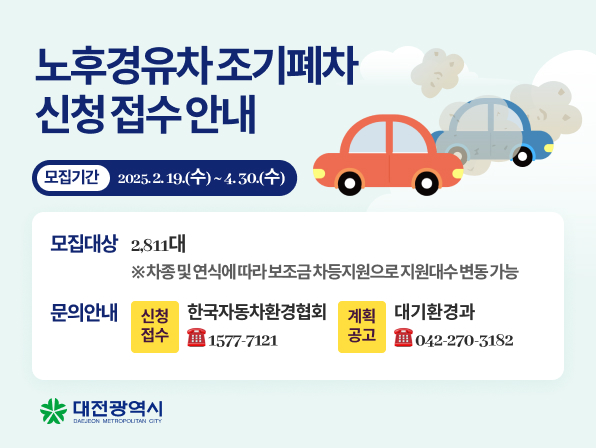 노후경유차 조기폐차
신청 접수 안내
모집기간 2025. 2. 19.(수) ~ 4. 30.(수)
모집대상 2,811대
※ 차종 및 연식에 따라 보조금 차등지원으로 지원대수 변동 가능
문의안내
신청
접수
한국자동차환경협회
☎ 1577-7121
계획
공고
대기환경과
☎ 042-270-3182
대전광역시
DAEJEON METROPOLITAN CITY